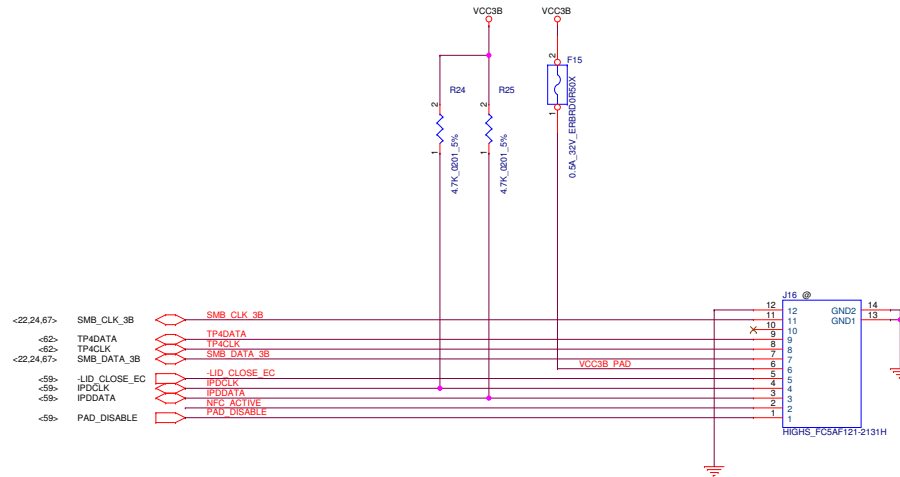 VCC3B
VCC3B
2
F15
R24
R25
2
2
1
0.5A_32V_ERBRD0R50X
1
1
4.7K_0201_5%
4.7K_0201_5%
J16 @
12
12
GND2
14
<22,24,67>
SMB_CLK_3B
SMB_CLK_3B
11
11
GND1
13
10
10
<62>
TP4DATA
TP4DATA
9
9
<62>
TP4CLK
TP4CLK
8
8
<22,24,67>
SMB_DATA_3B
SMB_DATA_3B
7
7
VCC3B_PAD
6
6
<59>
-LID_CLOSE_EC
-LID_CLOSE_EC
5
5
<59>
IPDCLK
IPDCLK
4
4
<59>
IPDDATA
IPDDATA
3
3
NFC_ACTIVE
2
2
<59>
PAD_DISABLE
PAD_DISABLE
1
1
HIGHS_FC5AF121-2131H